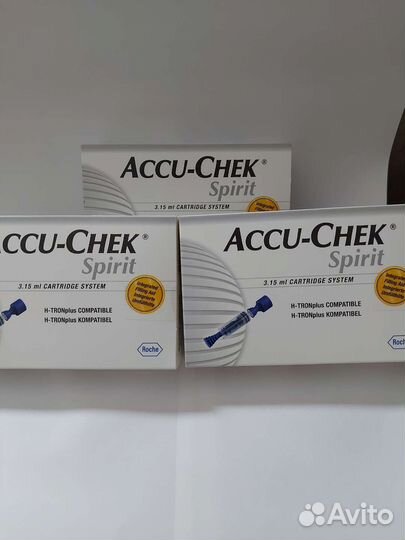 ACCU-CHEK®
Spirit
3.15 ml CARTRIDGE SYSTEM
ACCU-CHEK®
Spirit
3.15 ml CARTRIDGE SYSTEM
Integrated
Filling Aid
Integrierte
Umfüllhilfe
H-TRONplus COMPATIBLE
H-TRONplus KOMPATIBEL
Roche
ACCU-CHEK
Spirit
3.15 ml CARTRIDGE SYSTEM
Integrated
Filling Aid
Integrierte
H-TRONplus COMPATIBLE
H-TRONplus KOMPATIBEL
Roche
Avito